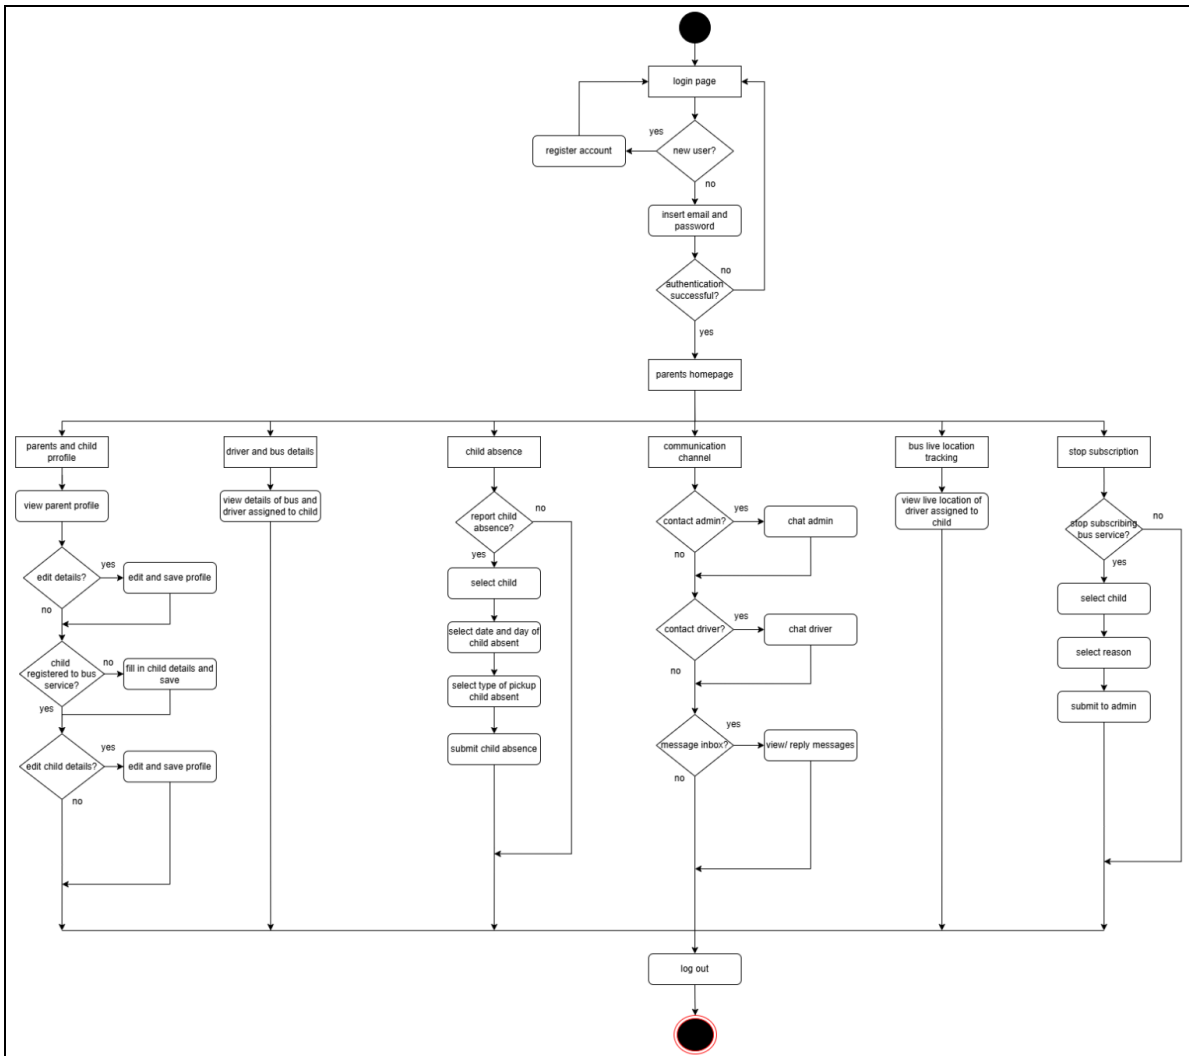 login page
yes
register account
new user?
no
insert email and
password
no
authentication
successful?
yes
parents homepage
parents and child
prrofile
view parent profile
edit details?
yes
edit and save profile
no
child
registered to bus
service?
no
fill in child details and
save
yes
edit child details?
yes
edit and save profile
no
driver and bus details
view details of bus and
driver assigned to child
child absence
report child
absence?
no
yes
select child
select date and day of
child absent
select type of pickup
child absent
submit child absence
communication
channel
contact admin?
yes
chat admin
no
contact driver?
yes
chat driver
no
message inbox?
yes
view/ reply messages
no
bus live location
tracking
view live location of
driver assigned to
child
stop subscription
stop subscribing
bus service?
no
yes
select child
select reason
submit to admin
log out